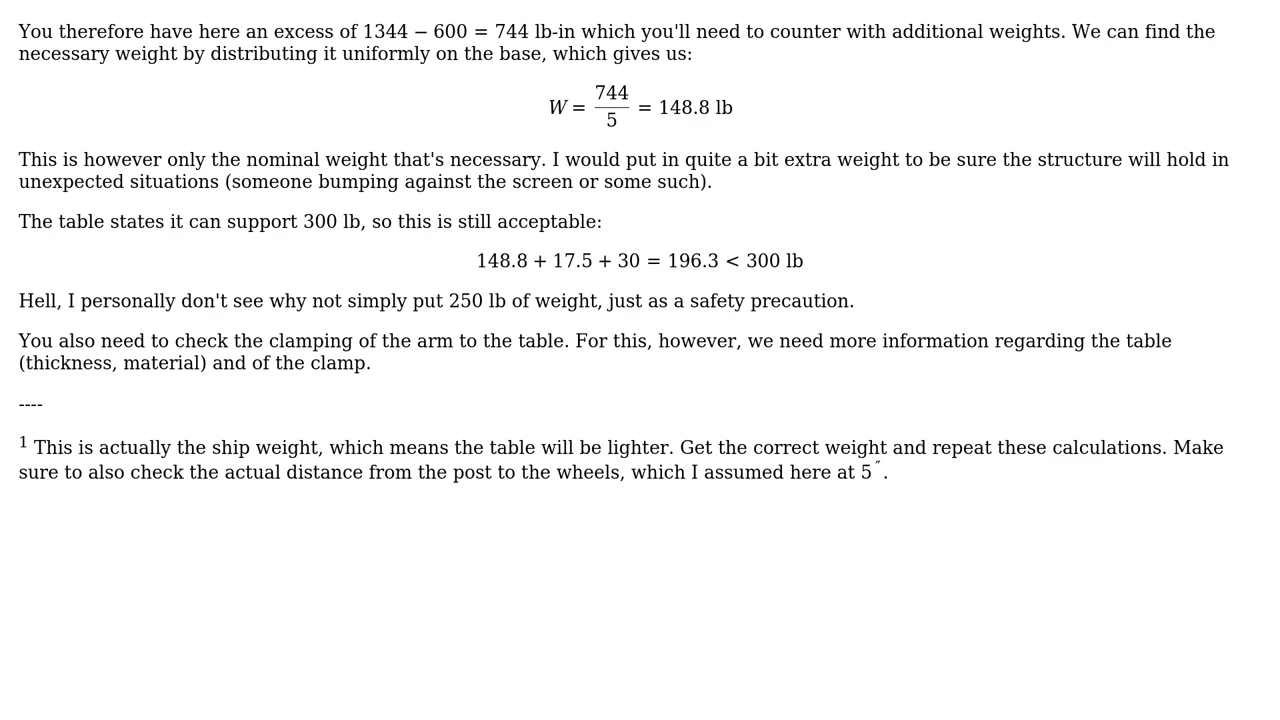 You therefore have here an excess of 1344 − 600 = 744 lb-in which you'll need to counter with additional weights. We can find the
necessary weight by distributing it uniformly on the base, which gives us:
W = 744/5 = 148.8 lb
This is however only the nominal weight that's necessary. I would put in quite a bit extra weight to be sure the structure will hold in
unexpected situations (someone bumping against the screen or some such).
The table states it can support 300 lb, so this is still acceptable:
148.8 + 17.5 + 30 = 196.3 < 300 lb
Hell, I personally don't see why not simply put 250 lb of weight, just as a safety precaution.
You also need to check the clamping of the arm to the table. For this, however, we need more information regarding the table
(thickness, material) and of the clamp.
----
1 This is actually the ship weight, which means the table will be lighter. Get the correct weight and repeat these calculations. Make
sure to also check the actual distance from the post to the wheels, which I assumed here at 5″.